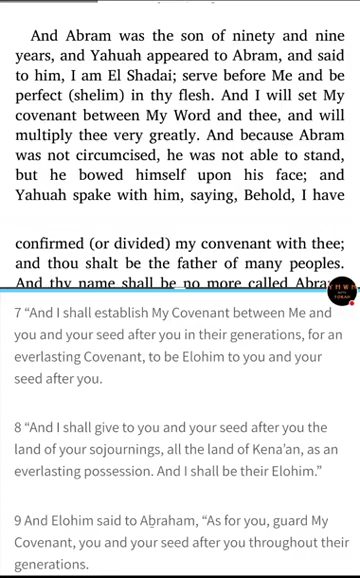 And Abram was the son of ninety and nine
years, and Yahuah appeared to Abram, and said
to him, I am El Shadai; serve before Me and be
perfect (shelim) in thy flesh. And I will set My
covenant between My Word and thee, and will
multiply thee very greatly. And because Abram
was not circumcised, he was not able to stand,
but he bowed himself upon his face; and
Yahuah spake with him, saying, Behold, I have
confirmed (or divided) my convenant with thee;
and thou shalt be the father of many peoples.
And thy name shall be no more called Abra
7 “And I shall establish My Covenant between Me and
you and your seed after you in their generations, for an
everlasting Covenant, to be Elohim to you and your
seed after you.
8 “And I shall give to you and your seed after you the
land of your sojournings, all the land of Kena’an, as an
everlasting possession. And I shall be their Elohim.”
9 And Elohim said to Aḇraham, “As for you, guard My
Covenant, you and your seed after you throughout their
generations.